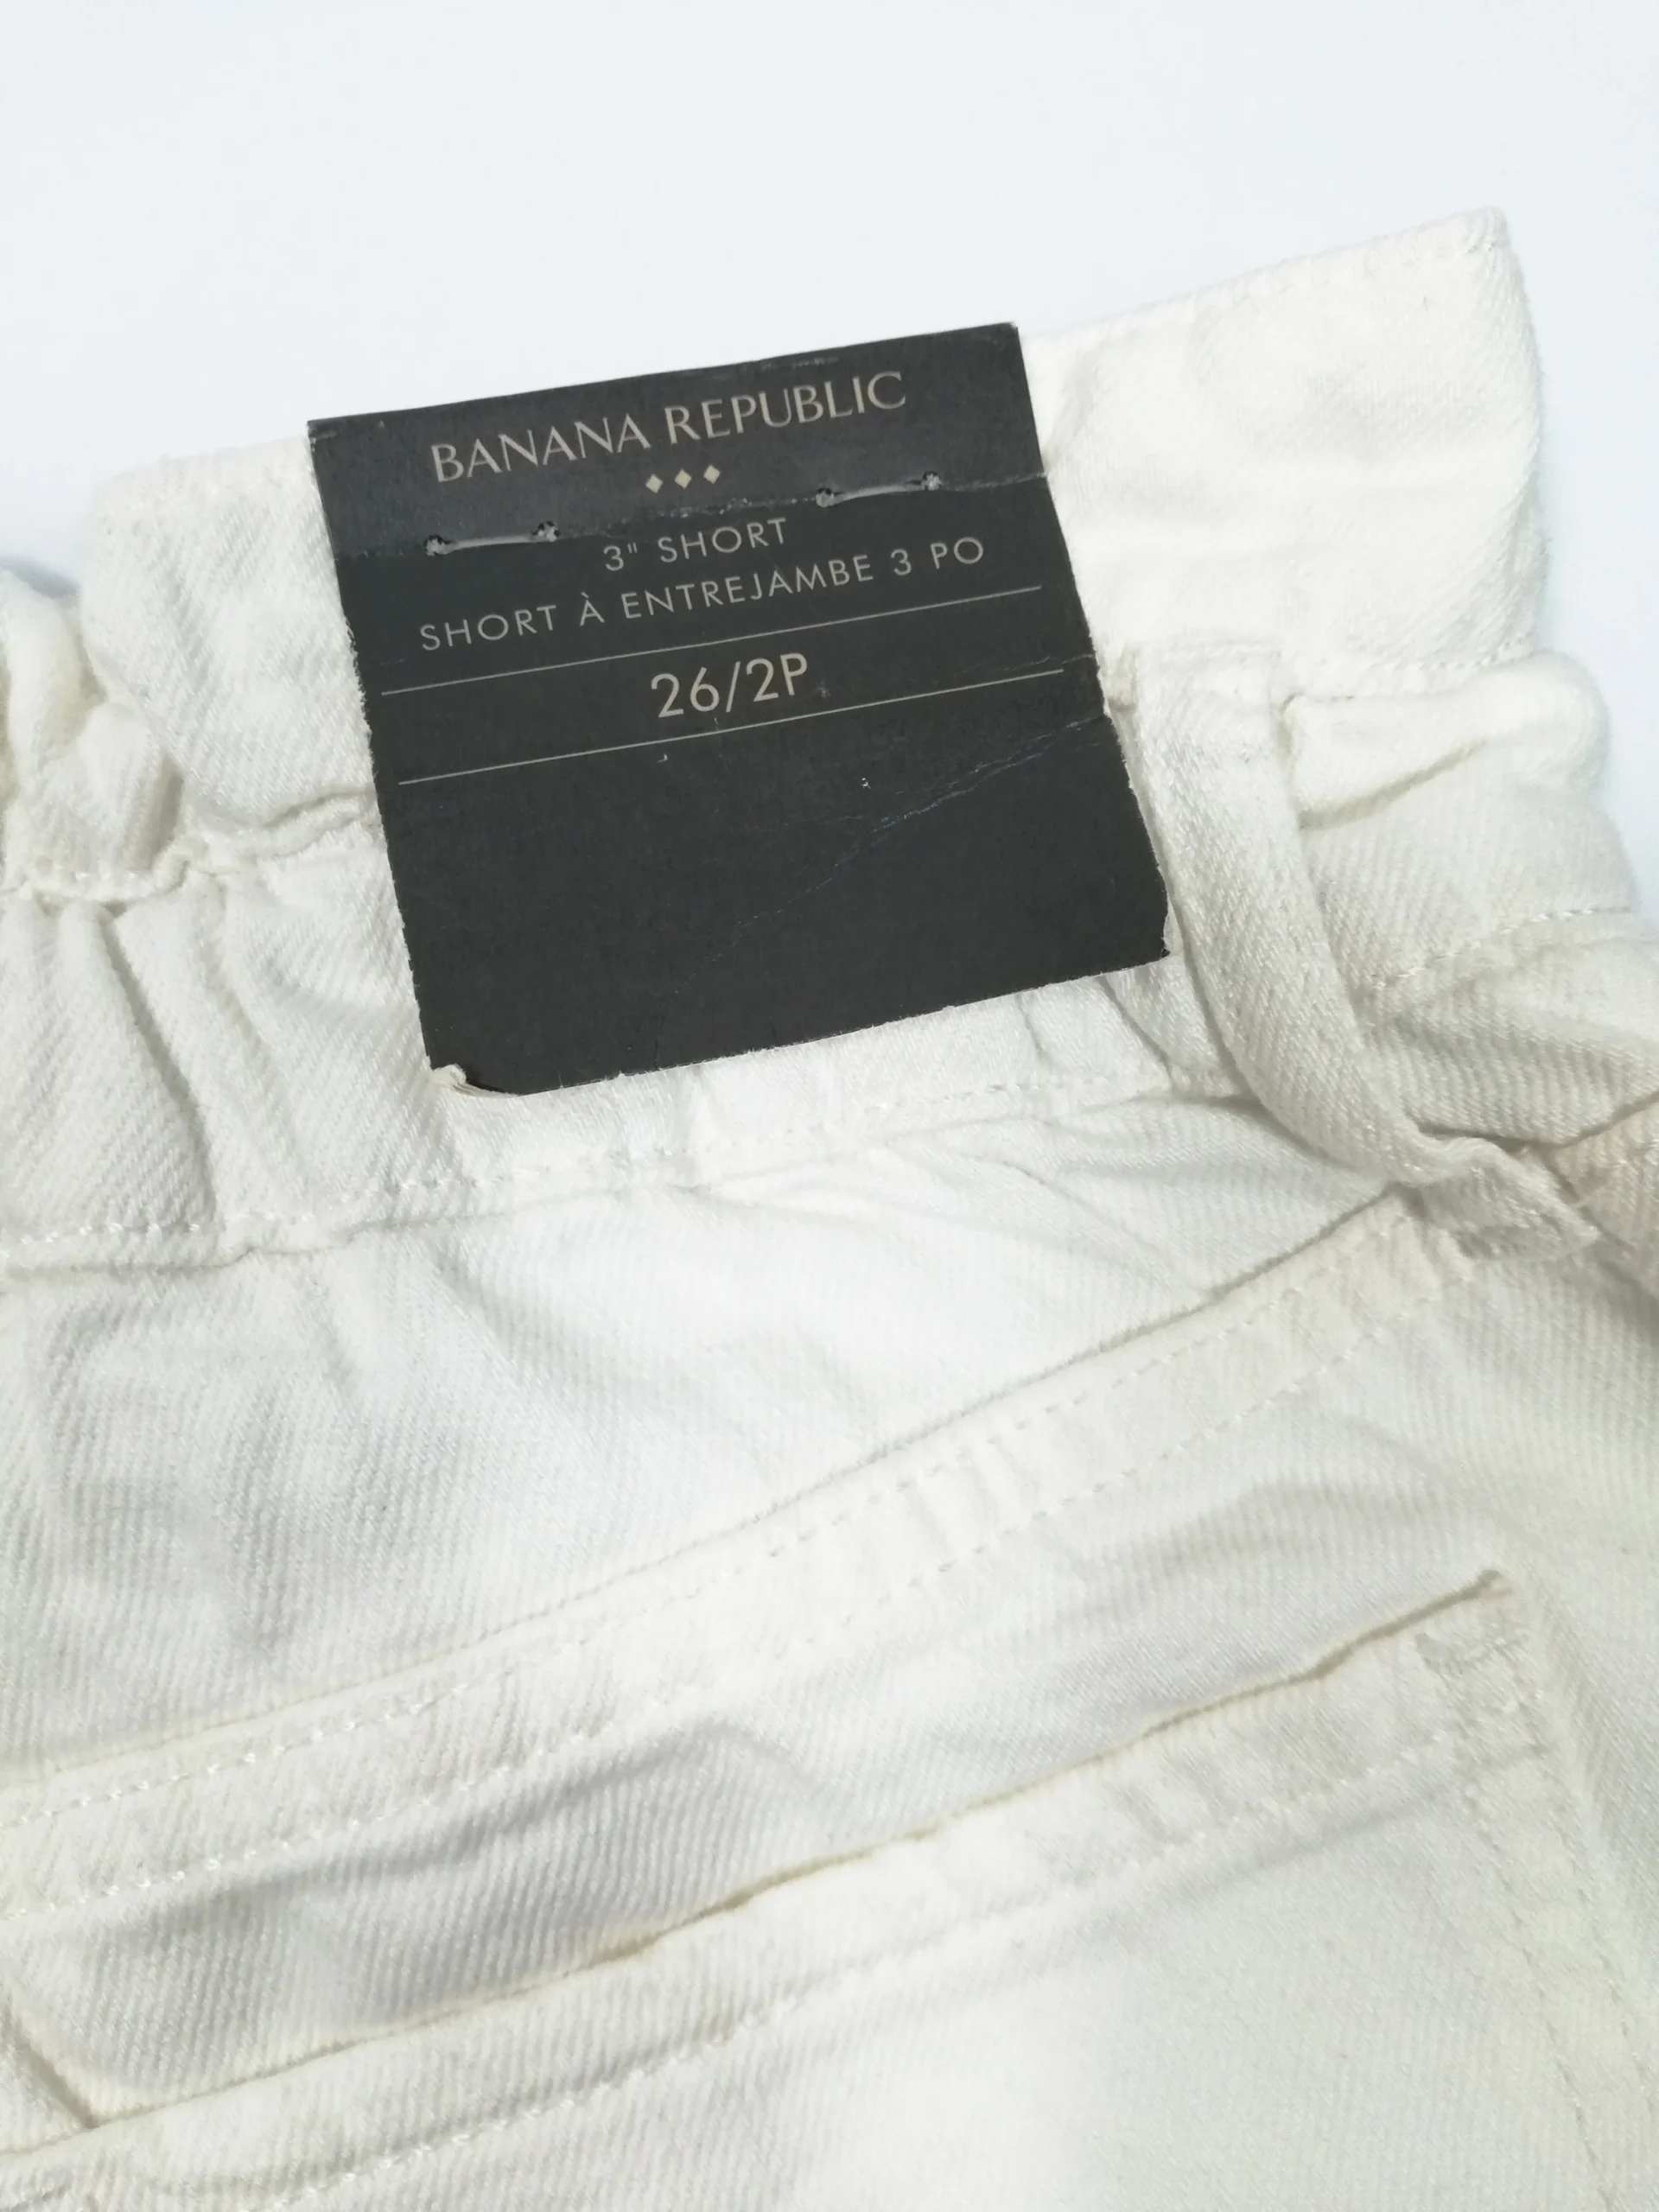 BANANA REPUBLIC
3" SHORT
SHORT À ENTREJAMBE 3 PO
26/2P